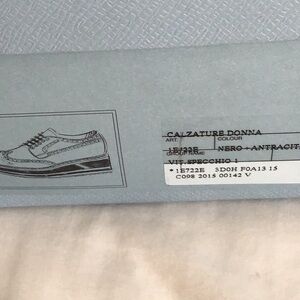 CALZATURE DONNA
ART. COLOUR
1E722E NERO+ANTRACIT
VIT.SPECCHIO 1
* 1E722E 3D0H F0A13 15
C098 2015 00142 V